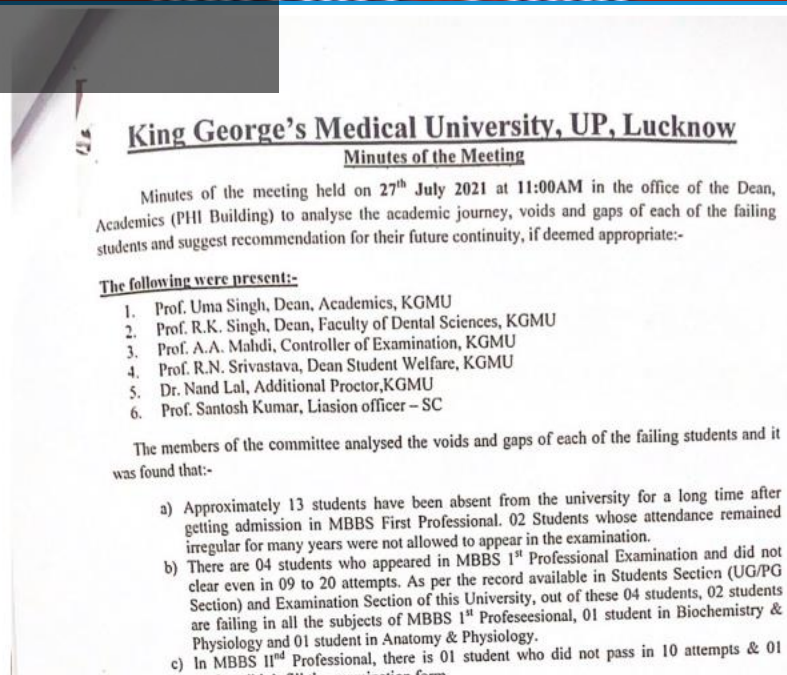 King George's Medical University, UP, Lucknow
Minutes of the Meeting
Minutes of the meeting held on 27th July 2021 at 11:00AM in the office of the Dean,
Academics (PHI Building) to analyse the academic journey, voids and gaps of each of the failing
students and suggest recommendation for their future continuity, if deemed appropriate:-
The following were present:-
1. Prof. Uma Singh, Dean, Academics, KGMU
2. Prof. R.K. Singh, Dean, Faculty of Dental Sciences, KGMU
3. Prof. A.A. Mahdi, Controller of Examination, KGMU
4. Prof. R.N. Srivastava, Dean Student Welfare, KGMU
5. Dr. Nand Lal, Additional Proctor,KGMU
6. Prof. Santosh Kumar, Liasion officer – SC
The members of the committee analysed the voids and gaps of each of the failing students and it
was found that:-
a) Approximately 13 students have been absent from the university for a long time after
getting admission in MBBS First Professional. 02 Students whose attendance remained
irregular for many years were not allowed to appear in the examination.
b) There are 04 students who appeared in MBBS 1st Professional Examination and did not
clear even in 09 to 20 attempts. As per the record available in Students Section (UG/PG
Section) and Examination Section of this University, out of these 04 students, 02 students
are failing in all the subjects of MBBS 1st Profeseesional, 01 student in Biochemistry &
Physiology and 01 student in Anatomy & Physiology.
c) In MBBS IInd Professional, there is 01 student who did not pass in 10 attempts & 01